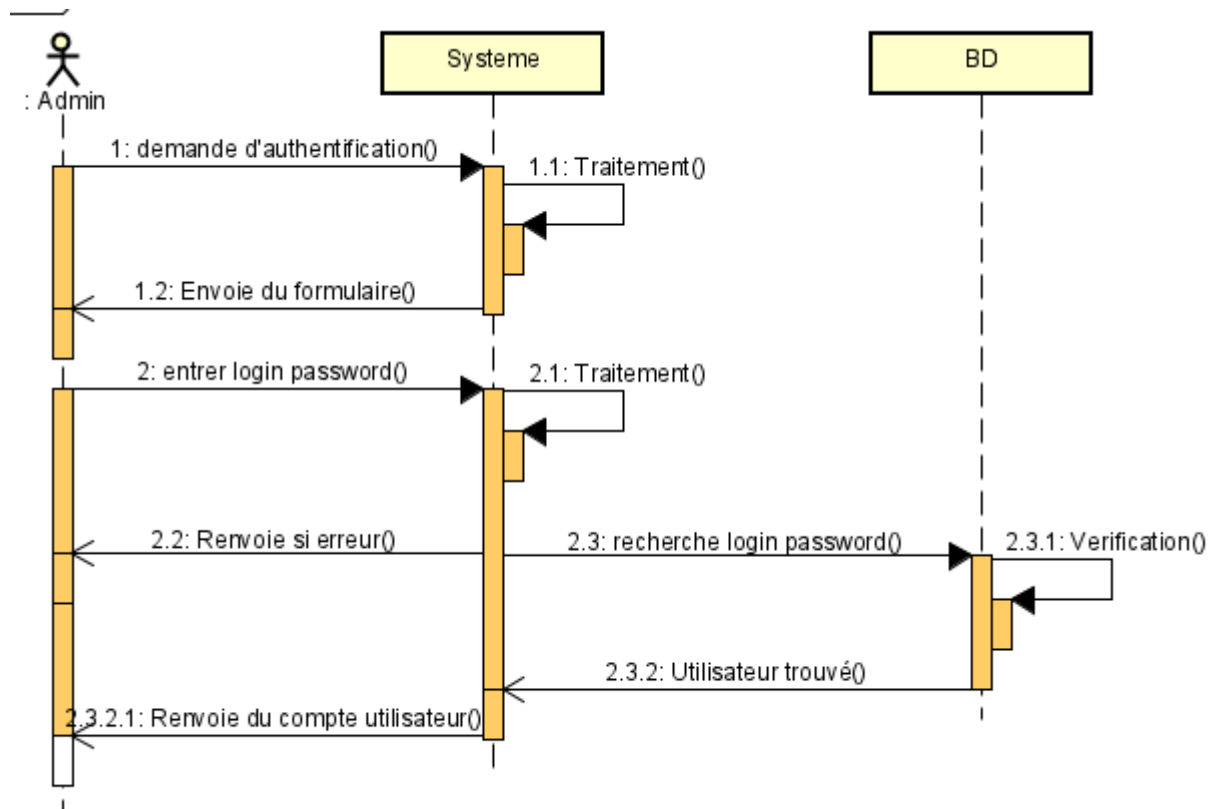 Systeme
BD
: Admin
1: demande d'authentification()
1.1: Traitement()
1.2: Envoie du formulaire()
2: entrer login password()
2.1: Traitement()
2.2: Renvoie si erreur()
2.3: recherche login password()
2.3.1: Verification()
2.3.2: Utilisateur trouvé()
2.3.2.1: Renvoie du compte utilisateur()